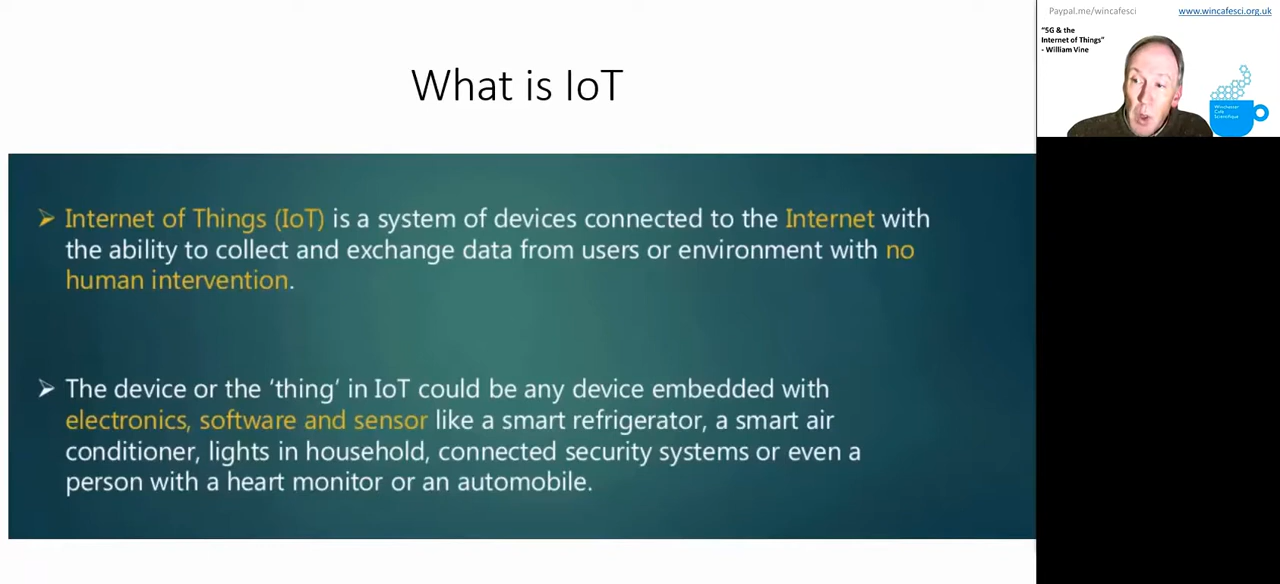 What is IoT
Internet of Things (IoT) is a system of devices connected to the Internet with
the ability to collect and exchange data from users or environment with no
human intervention.
The device or the ‘thing’ in IoT could be any device embedded with
electronics, software and sensor like a smart refrigerator, a smart air
conditioner, lights in household, connected security systems or even a
person with a heart monitor or an automobile.
Paypal.me/wincafesci
www.wincafesci.org.uk
“5G & the
Internet of Things”
- William Vine
Winchester
Café
Scientifique